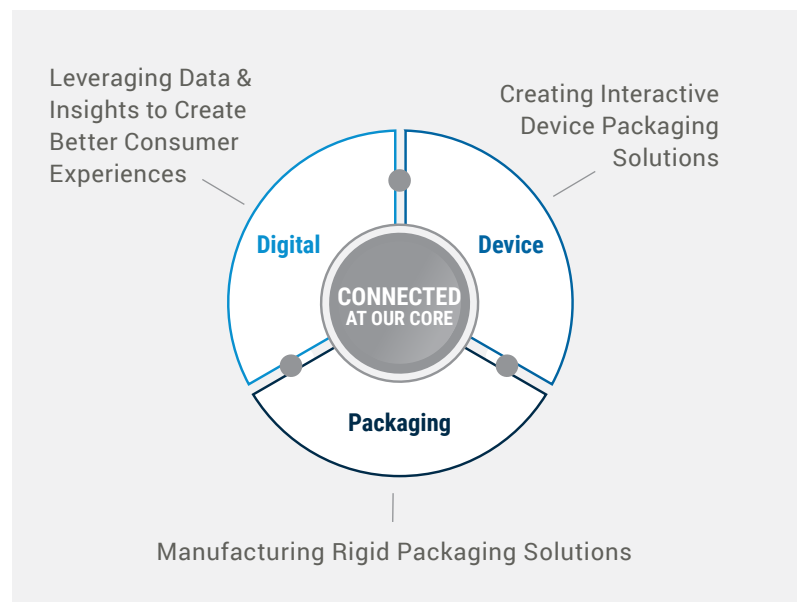 Leveraging Data &
Insights to Create
Better Consumer
Experiences
Creating Interactive
Device Packaging
Solutions
Digital
Device
CONNECTED
AT OUR CORE
Packaging
Manufacturing Rigid Packaging Solutions